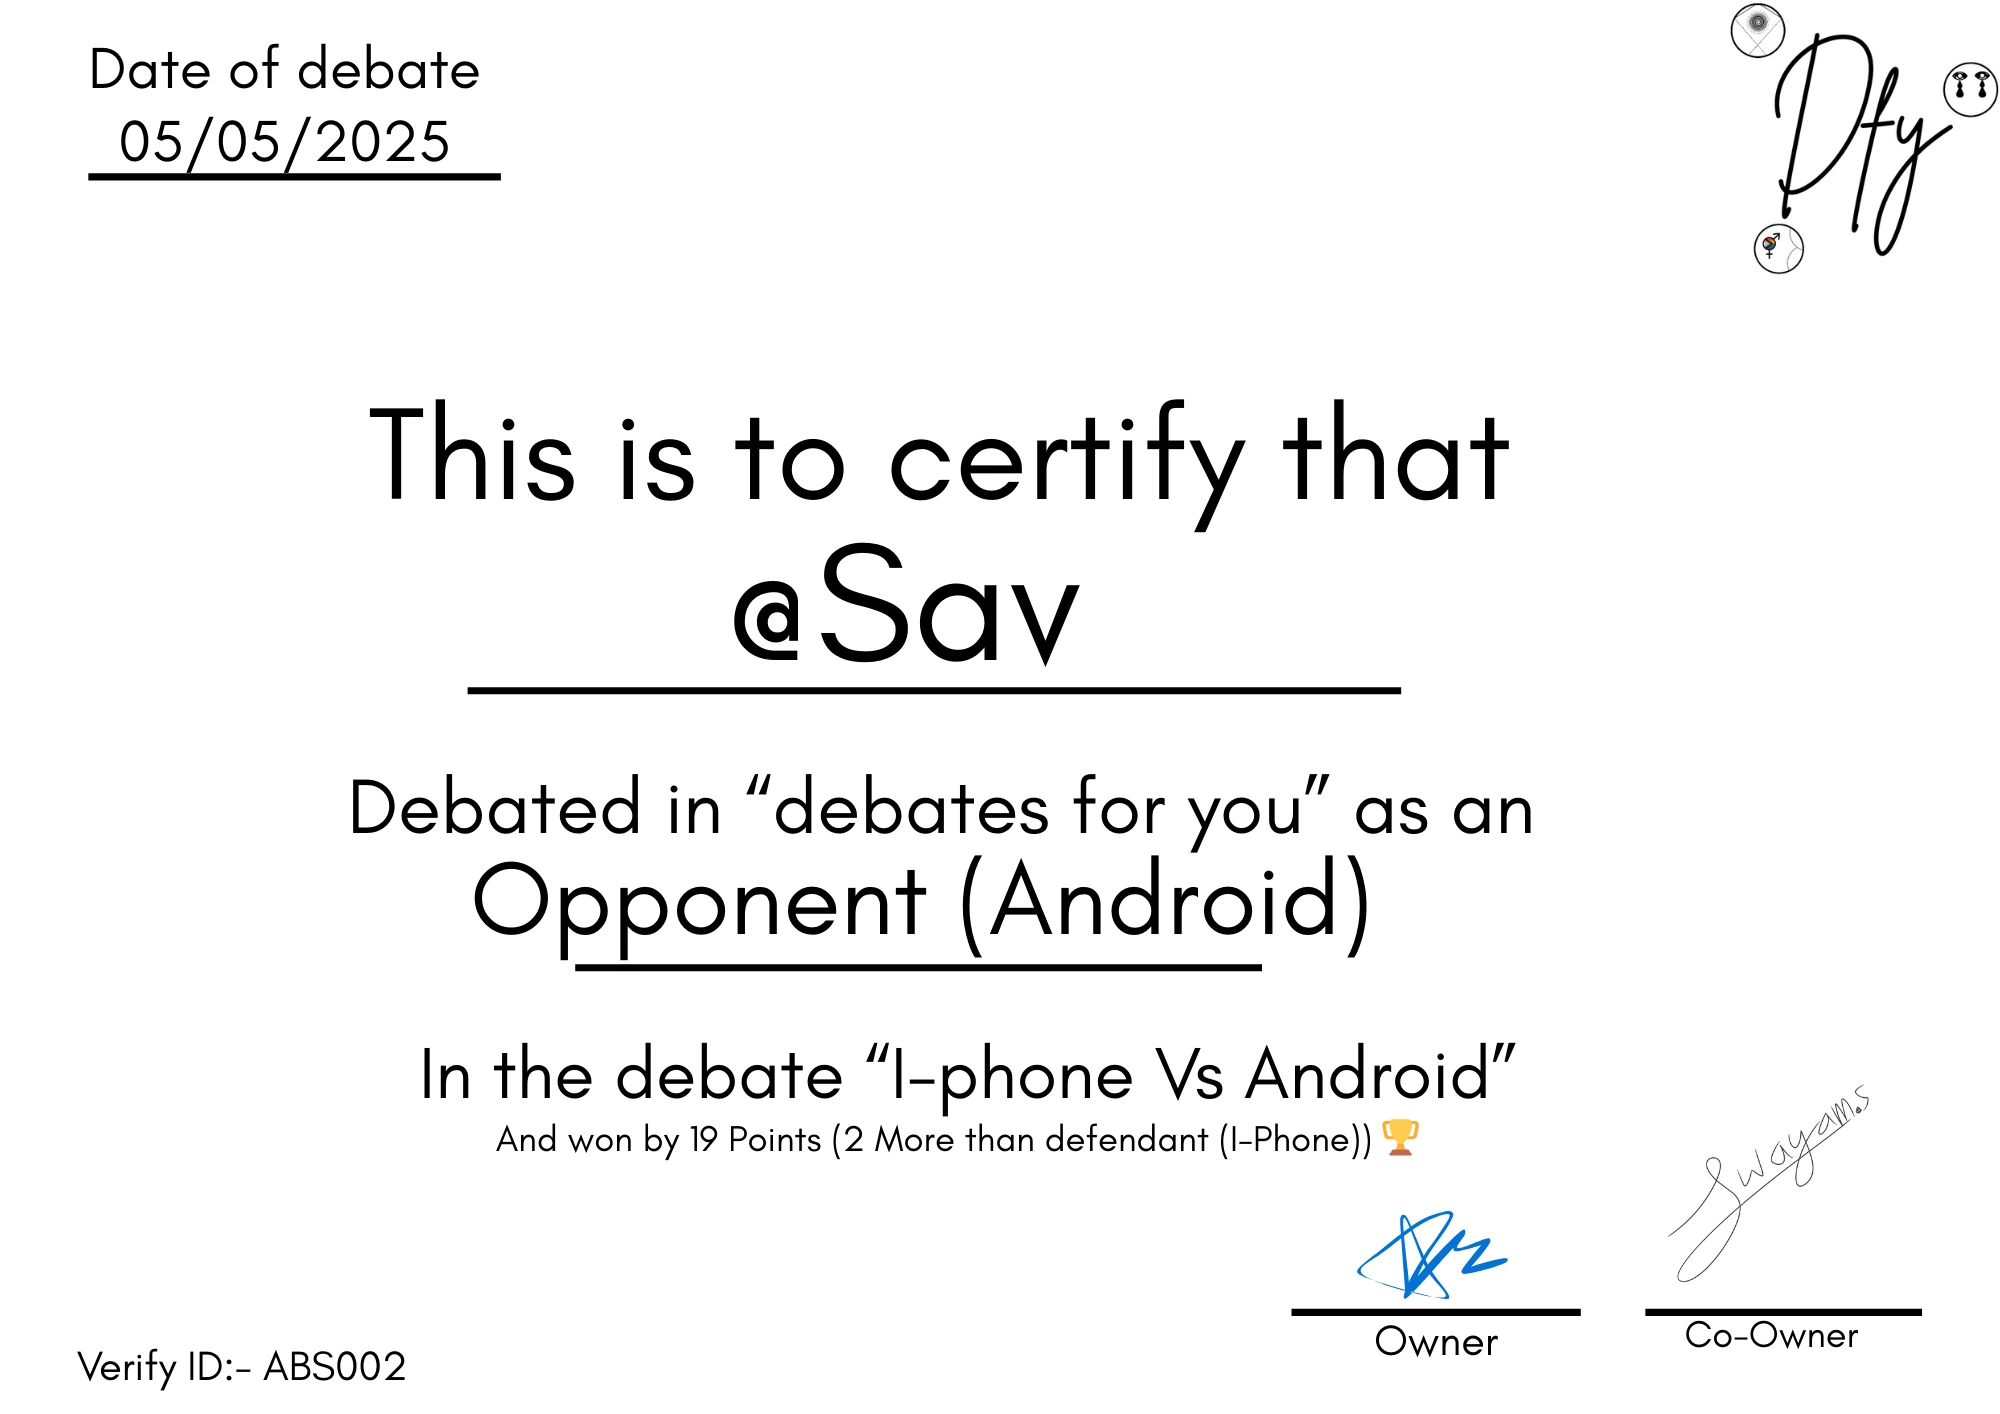 Date of debate
05/05/2025
Dfy
This is to certify that
@Sav
Debated in “debates for you” as an
Opponent (Android)
In the debate “I-phone Vs Android”
And won by 19 Points (2 More than defendant (I-Phone)) 🏆
Swayam.s
Owner
Co-Owner
Verify ID:- ABS002